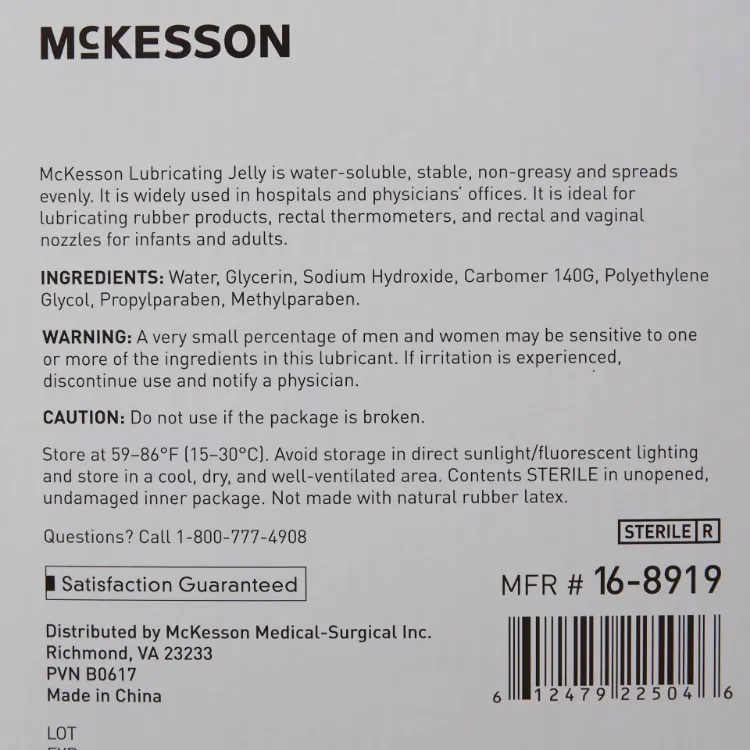 McKESSON
McKesson Lubricating Jelly is water-soluble, stable, non-greasy and spreads
evenly. It is widely used in hospitals and physicians' offices. It is ideal for
lubricating rubber products, rectal thermometers, and rectal and vaginal
nozzles for infants and adults.
INGREDIENTS: Water, Glycerin, Sodium Hydroxide, Carbomer 140G, Polyethylene
Glycol, Propylparaben, Methylparaben.
WARNING: A very small percentage of men and women may be sensitive to one
or more of the ingredients in this lubricant. If irritation is experienced,
discontinue use and notify a physician.
CAUTION: Do not use if the package is broken.
Store at 59–86°F (15–30°C). Avoid storage in direct sunlight/fluorescent lighting
and store in a cool, dry, and well-ventilated area. Contents STERILE in unopened,
undamaged inner package. Not made with natural rubber latex.
Questions? Call 1-800-777-4908
STERILE R
Satisfaction Guaranteed
MFR # 16-8919
Distributed by McKesson Medical-Surgical Inc.
Richmond, VA 23233
PVN B0617
Made in China
6 12479 22504 6
LOT